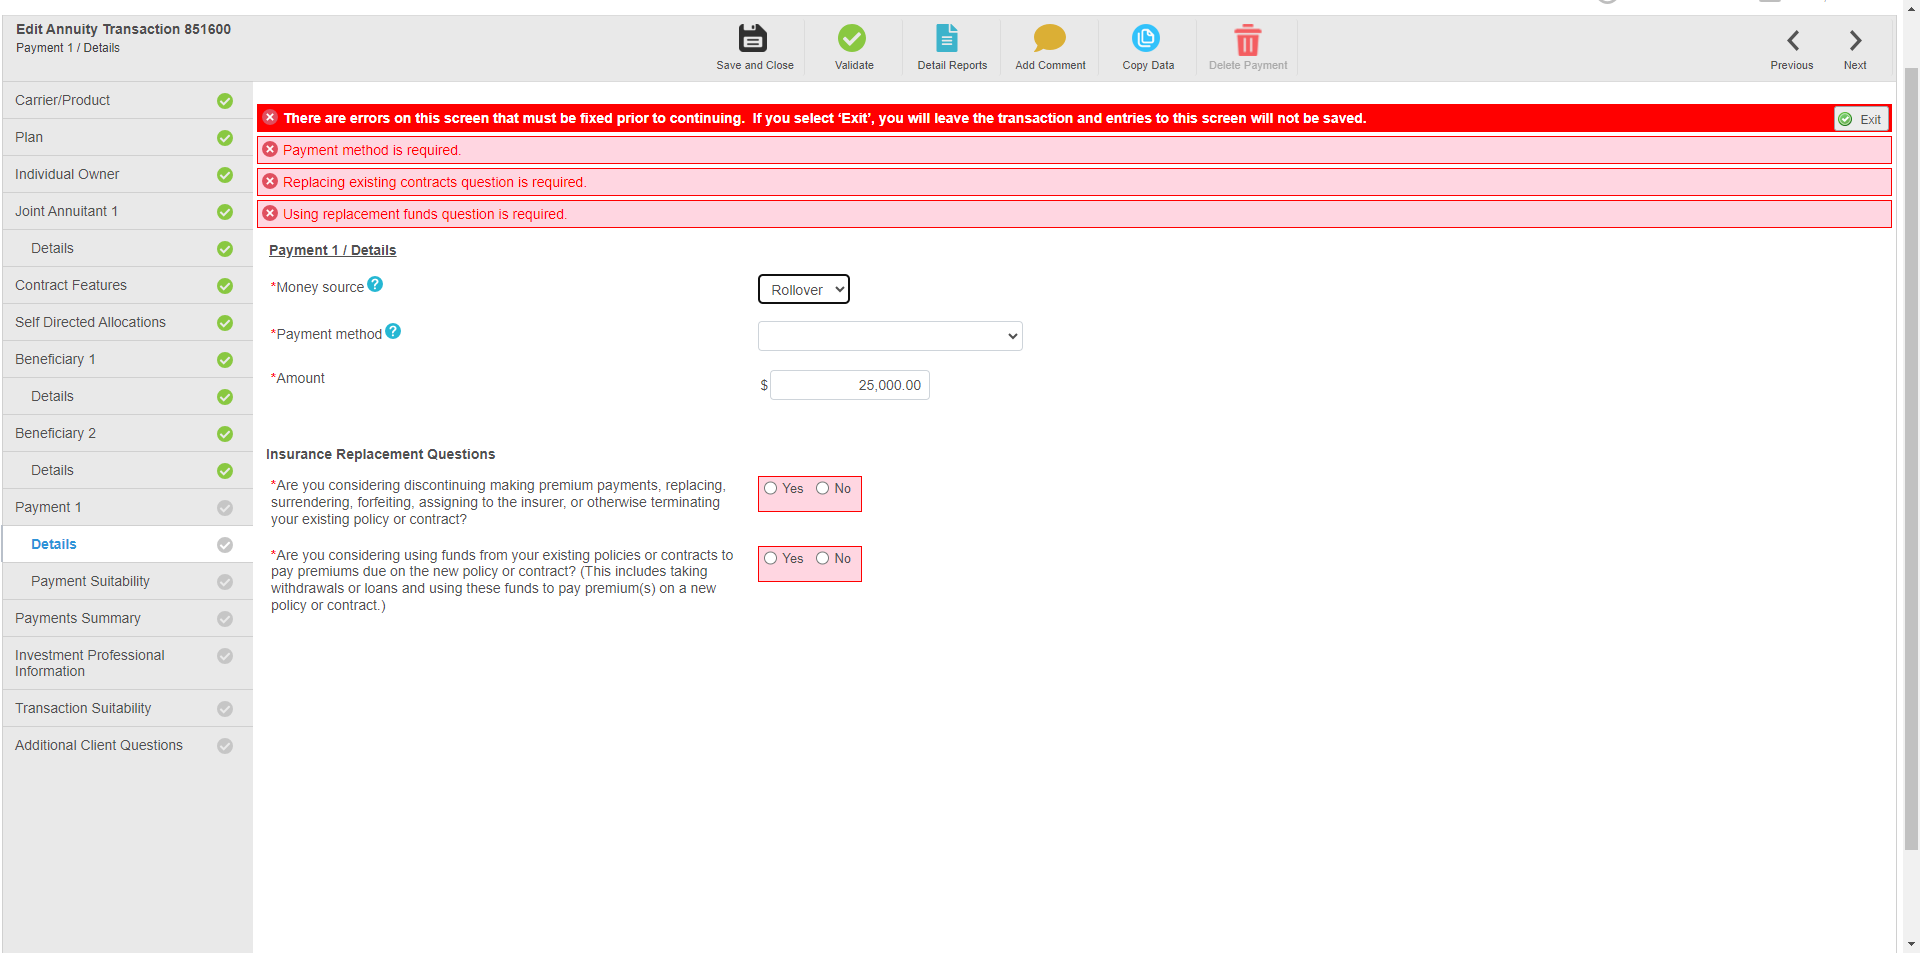 Edit Annuity Transaction 851600
Payment 1 / Details
Save and Close
Validate
Detail Reports
Add Comment
Copy Data
Delete Payment
Previous
Next
Carrier/Product
Plan
Individual Owner
Joint Annuitant 1
Details
Contract Features
Self Directed Allocations
Beneficiary 1
Details
Beneficiary 2
Details
Payment 1
Details
Payment Suitability
Payments Summary
Investment Professional
Information
Transaction Suitability
Additional Client Questions
There are errors on this screen that must be fixed prior to continuing. If you select ‘Exit’, you will leave the transaction and entries to this screen will not be saved.
Exit
Payment method is required.
Replacing existing contracts question is required.
Using replacement funds question is required.
Payment 1 / Details
*Money source ?
Rollover
*Payment method ?
*Amount
$ 25,000.00
Insurance Replacement Questions
*Are you considering discontinuing making premium payments, replacing,
surrendering, forfeiting, assigning to the insurer, or otherwise terminating
your existing policy or contract?
Yes No
*Are you considering using funds from your existing policies or contracts to
pay premiums due on the new policy or contract? (This includes taking
withdrawals or loans and using these funds to pay premium(s) on a new
policy or contract.)
Yes No